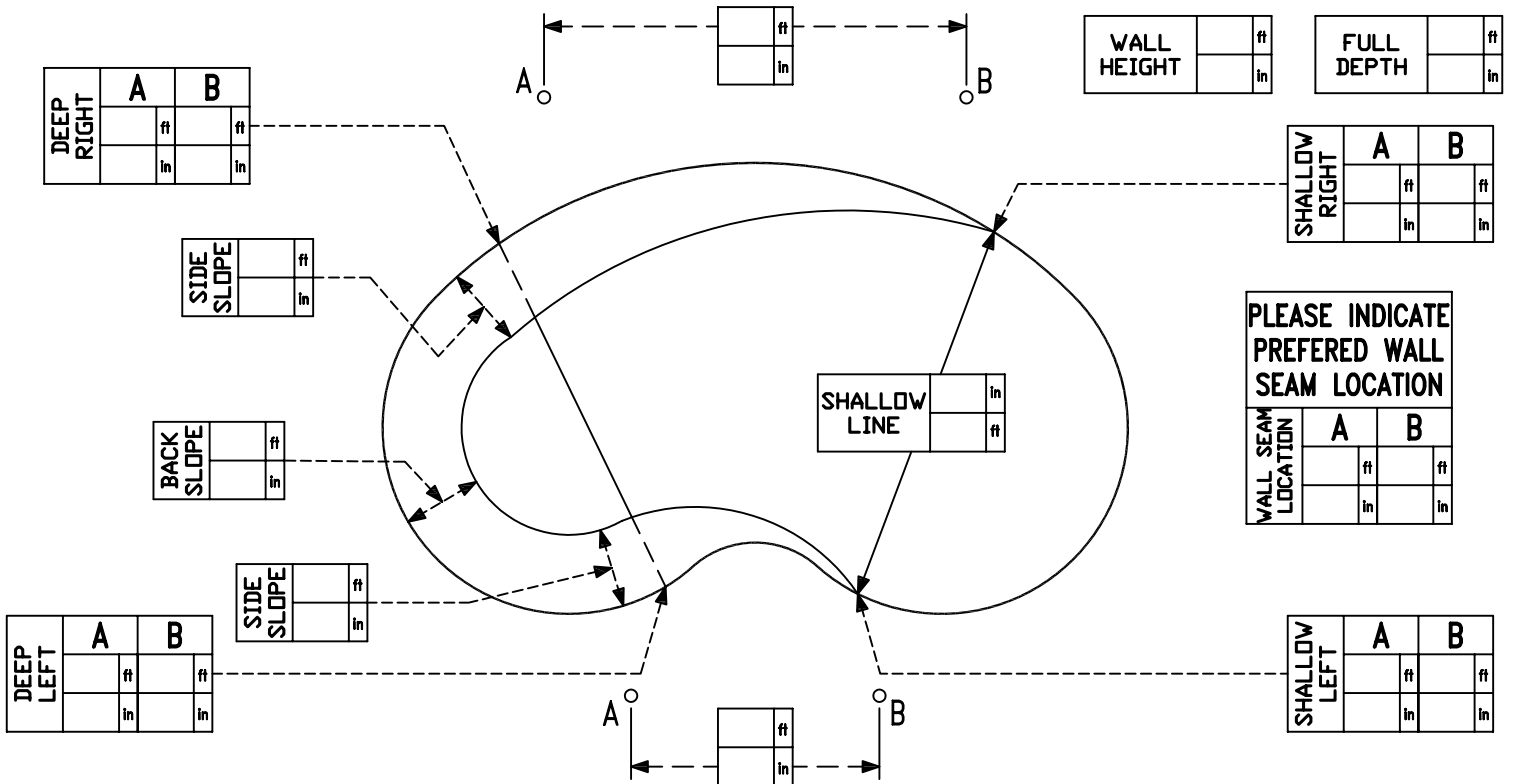 ft
in
A
B
WALL
HEIGHT
ft
in
FULL
DEPTH
ft
in
DEEP
RIGHT
A B
ft ft
in in
SHALLOW
RIGHT
A B
ft ft
in in
SIDE
SLOPE
ft
in
PLEASE INDICATE
PREFERED WALL
SEAM LOCATION
WALL SEAM
LOCATION
A B
ft ft
in in
SHALLOW
LINE
in
ft
BACK
SLOPE
ft
in
SIDE
SLOPE
ft
in
DEEP
LEFT
A B
ft ft
in in
SHALLOW
LEFT
A B
ft ft
in in
A
B
ft
in